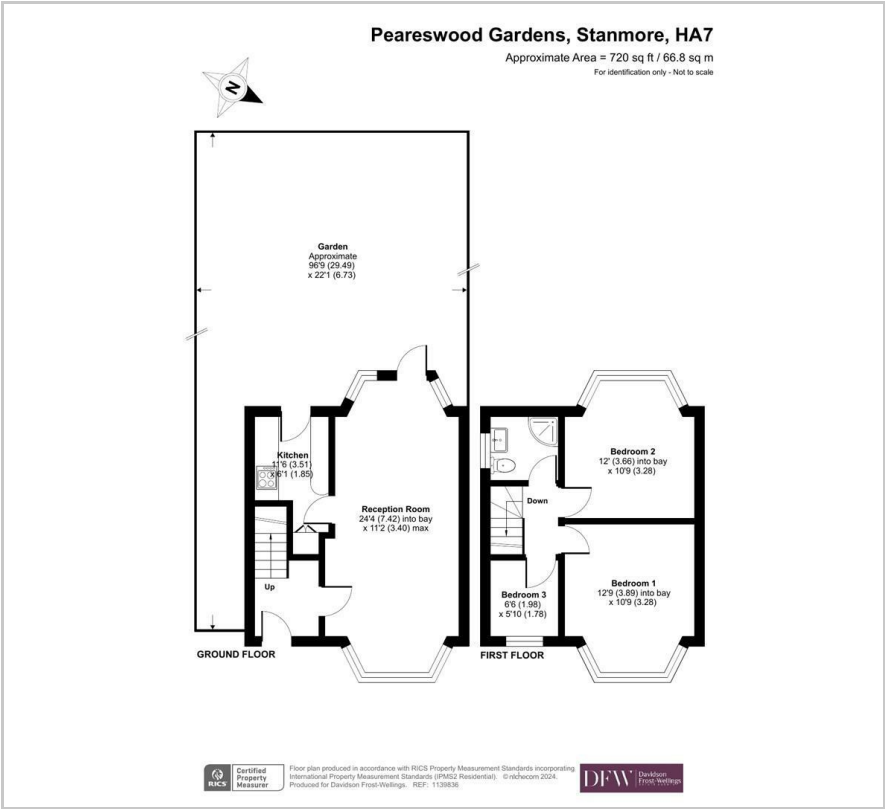 Peareswood Gardens, Stanmore, HA7
Approximate Area = 720 sq ft / 66.8 sq m
For identification only - Not to scale
N
Garden
Approximate
96'9 (29.49)
x 22'1 (6.73)
Kitchen
11'6 (3.51)
x 6'1 (1.85)
Reception Room
24'4 (7.42) into bay
x 11'2 (3.40) max
Up
GROUND FLOOR
Bedroom 2
12' (3.66) into bay
x 10'9 (3.28)
Down
Bedroom 1
12'9 (3.89) into bay
x 10'9 (3.28)
Bedroom 3
6'6 (1.98)
x 5'10 (1.78)
FIRST FLOOR
RICS
Certified
Property
Measurer
Floor plan produced in accordance with RICS Property Measurement Standards incorporating
International Property Measurement Standards (IPMS2 Residential). © nichecom 2024.
Produced for Davidson Frost-Wellings. REF: 1139836
DFW
Davidson
Frost-Wellings